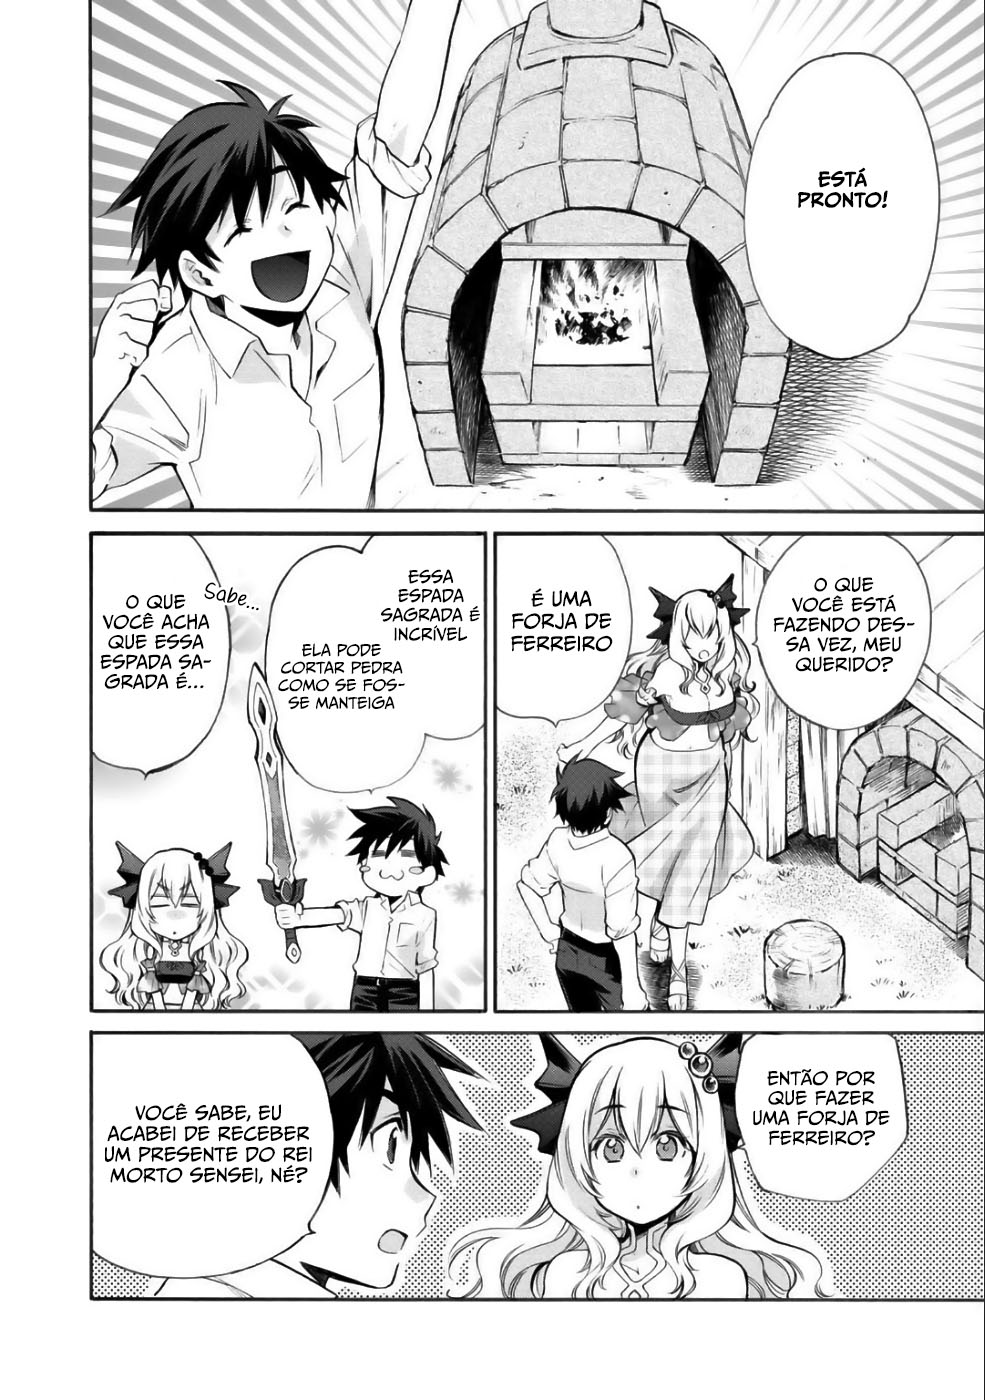 ESTÁ
PRONTO!
O QUE
VOCÊ ESTÁ
FAZENDO DES-
SA VEZ, MEU
QUERIDO?
É UMA
FORJA DE
FERREIRO
ESSA
ESPADA
SAGRADA É
INCRÍVEL
ELA PODE
CORTAR PEDRA
COMO SE FOS-
SE MANTEIGA
Sabe...
O QUE
VOCÊ ACHA
QUE ESSA
ESPADA SA-
GRADA É...
ENTÃO POR
QUE FAZER
UMA FORJA DE
FERREIRO?
VOCÊ SABE, EU
ACABEI DE RECEBER
UM PRESENTE DO REI
MORTO SENSEI, NÉ?